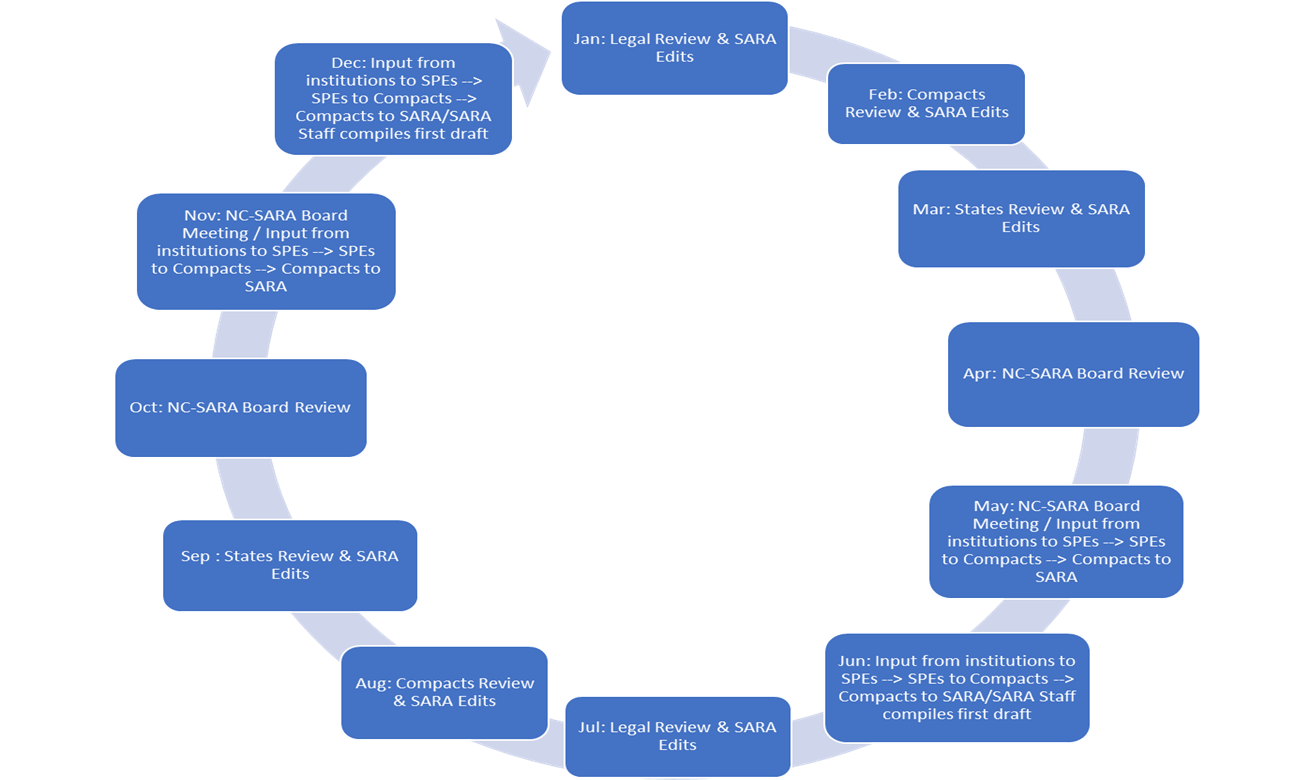 Jan: Legal Review & SARA
Edits
Feb: Compacts
Review & SARA Edits
Mar: States Review & SARA
Edits
Apr: NC-SARA Board Review
May: NC-SARA Board
Meeting / Input from
institutions to SPEs --> SPEs
to Compacts --> Compacts to
SARA
Jun: Input from institutions to
SPEs --> SPEs to Compacts -->
Compacts to SARA/SARA Staff
compiles first draft
Jul: Legal Review & SARA
Edits
Aug: Compacts Review
& SARA Edits
Sep : States Review & SARA
Edits
Oct: NC-SARA Board Review
Nov: NC-SARA Board
Meeting / Input from
institutions to SPEs --> SPEs
to Compacts --> Compacts to
SARA
Dec: Input from
institutions to SPEs -->
SPEs to Compacts -->
Compacts to SARA/SARA
Staff compiles first draft